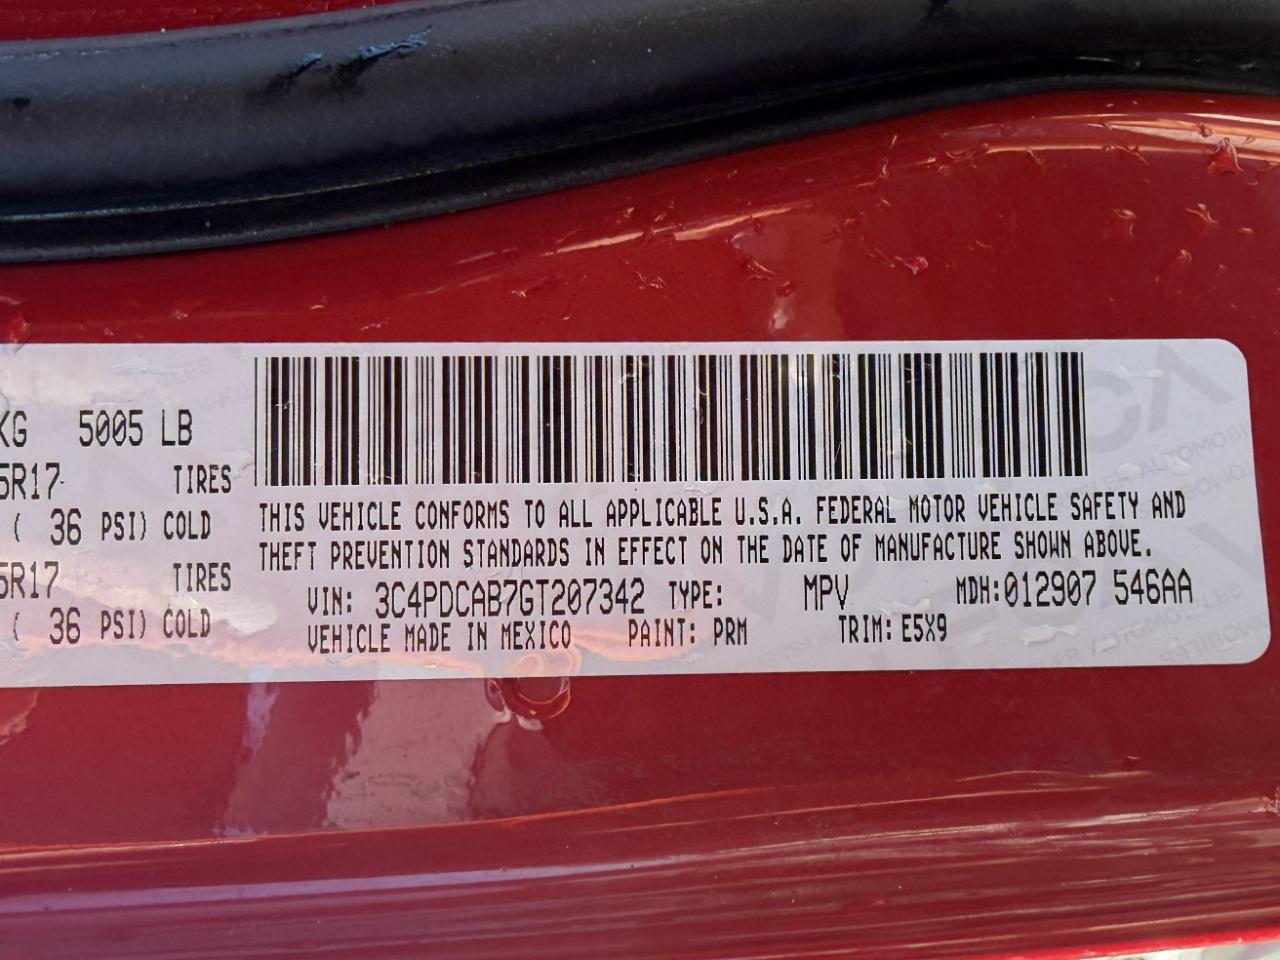 KG 5005 LB
5R17 TIRES
( 36 PSI) COLD
5R17 TIRES
( 36 PSI) COLD
THIS VEHICLE CONFORMS TO ALL APPLICABLE U.S.A. FEDERAL MOTOR VEHICLE SAFETY AND
THEFT PREVENTION STANDARDS IN EFFECT ON THE DATE OF MANUFACTURE SHOWN ABOVE.
VIN: 3C4PDCAB7GT207342 TYPE: MPV MDH:012907 546AA
VEHICLE MADE IN MEXICO PAINT: PRM TRIM: E5X9